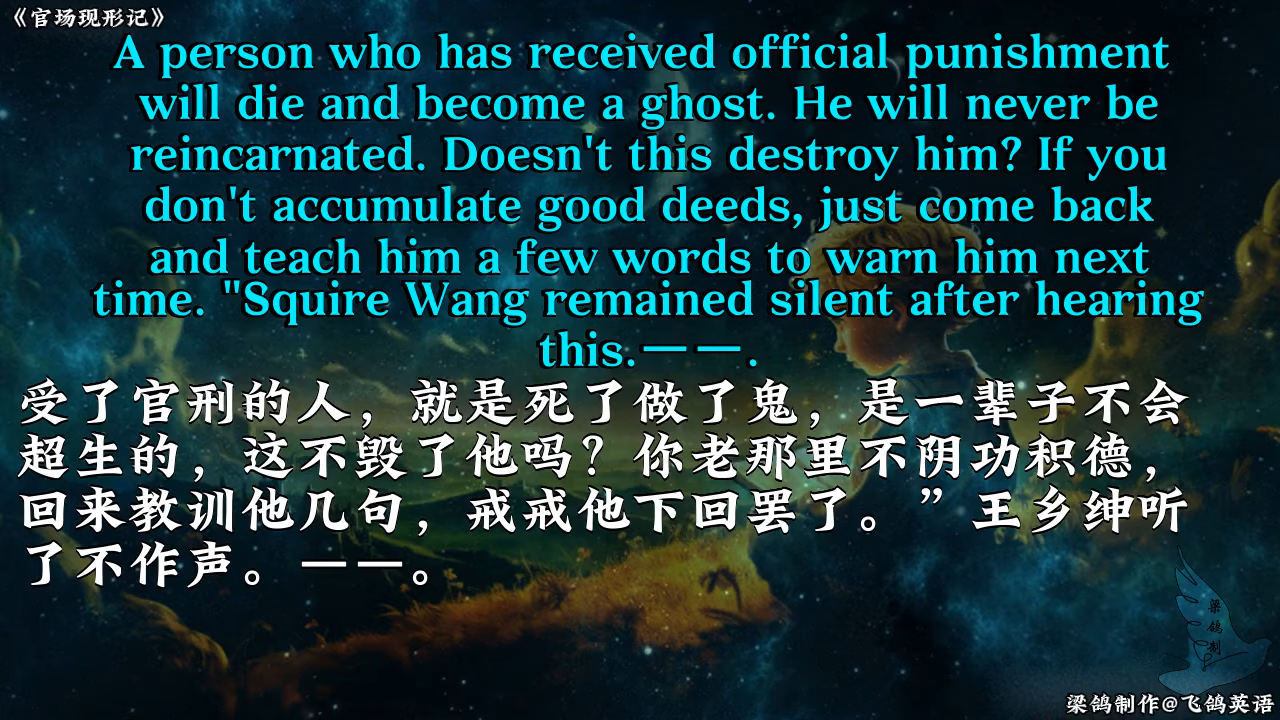 《官场现形记》
A person who has received official punishment
will die and become a ghost. He will never be
reincarnated. Doesn't this destroy him? If you
don't accumulate good deeds, just come back
and teach him a few words to warn him next
time. "Squire Wang remained silent after hearing
this.——.
受了官刑的人，就是死了做了鬼，是一辈子不会
超生的，这不毁了他吗？你老那里不阴功积德，
回来教训他几句，戒戒他下回罢了。”王乡绅听
了不作声。——。
梁鸽制
梁鸽制作@飞鸽英语